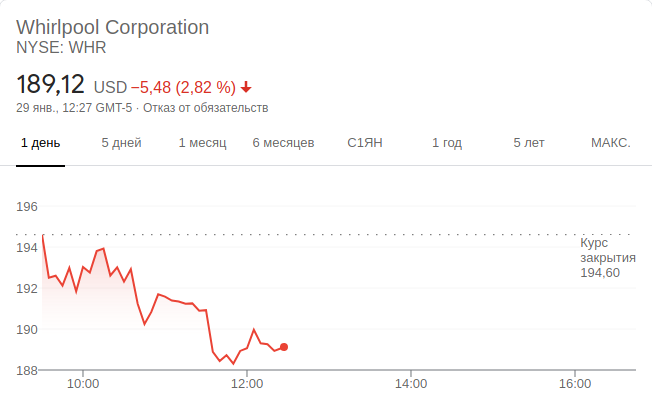 Whirlpool Corporation
NYSE: WHR
189,12 USD −5,48 (2,82 %)
29 янв., 12:27 GMT-5 · Отказ от обязательств
1 день 5 дней 1 месяц 6 месяцев С1ЯН 1 год 5 лет МАКС.
196
194
192
190
188
Курс
закрытия
194,60
10:00 12:00 14:00 16:00